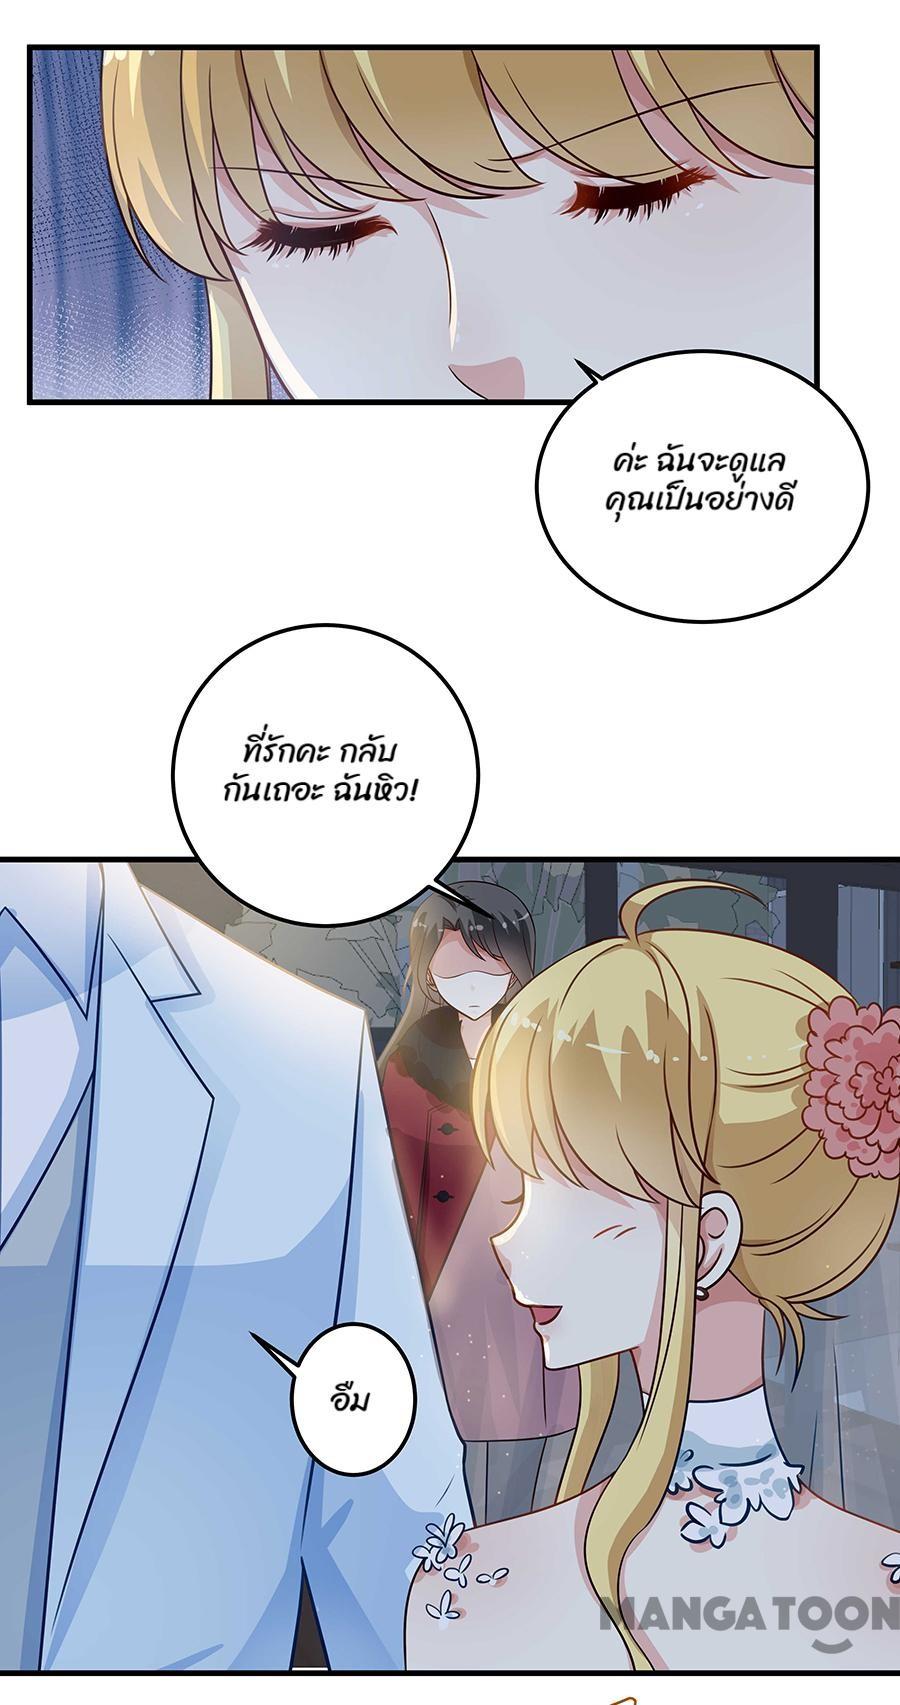 ค่ะ ฉันจะดูแล
คุณเป็นอย่างดี
ที่รักคะ กลับ
กันเถอะ ฉันหิว!
อืม
MANGATOON